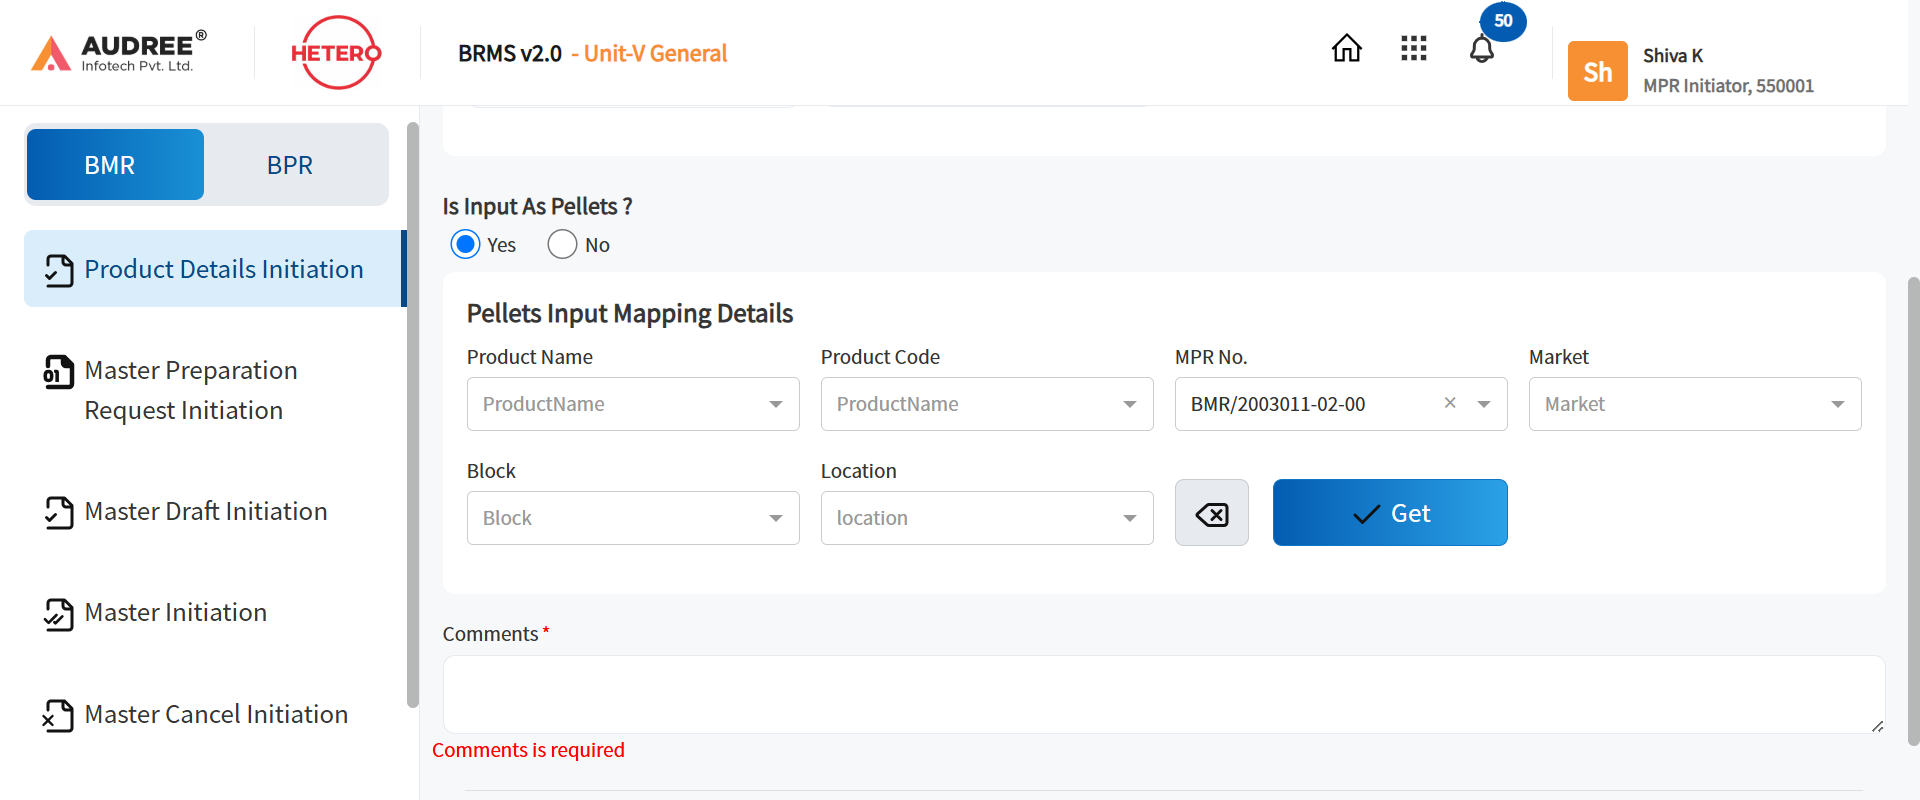 AUDREE®
Infotech Pvt. Ltd.
HETERO
BRMS v2.0 - Unit-V General
50
Sh
Shiva K
MPR Initiator, 550001
BMR
BPR
Product Details Initiation
01
Master Preparation
Request Initiation
Master Draft Initiation
Master Initiation
Master Cancel Initiation
Is Input As Pellets ?
Yes
No
Pellets Input Mapping Details
Product Name
Product Code
MPR No.
Market
ProductName
ProductName
BMR/2003011-02-00
×
Market
Block
Location
Block
location
Get
Comments *
Comments is required